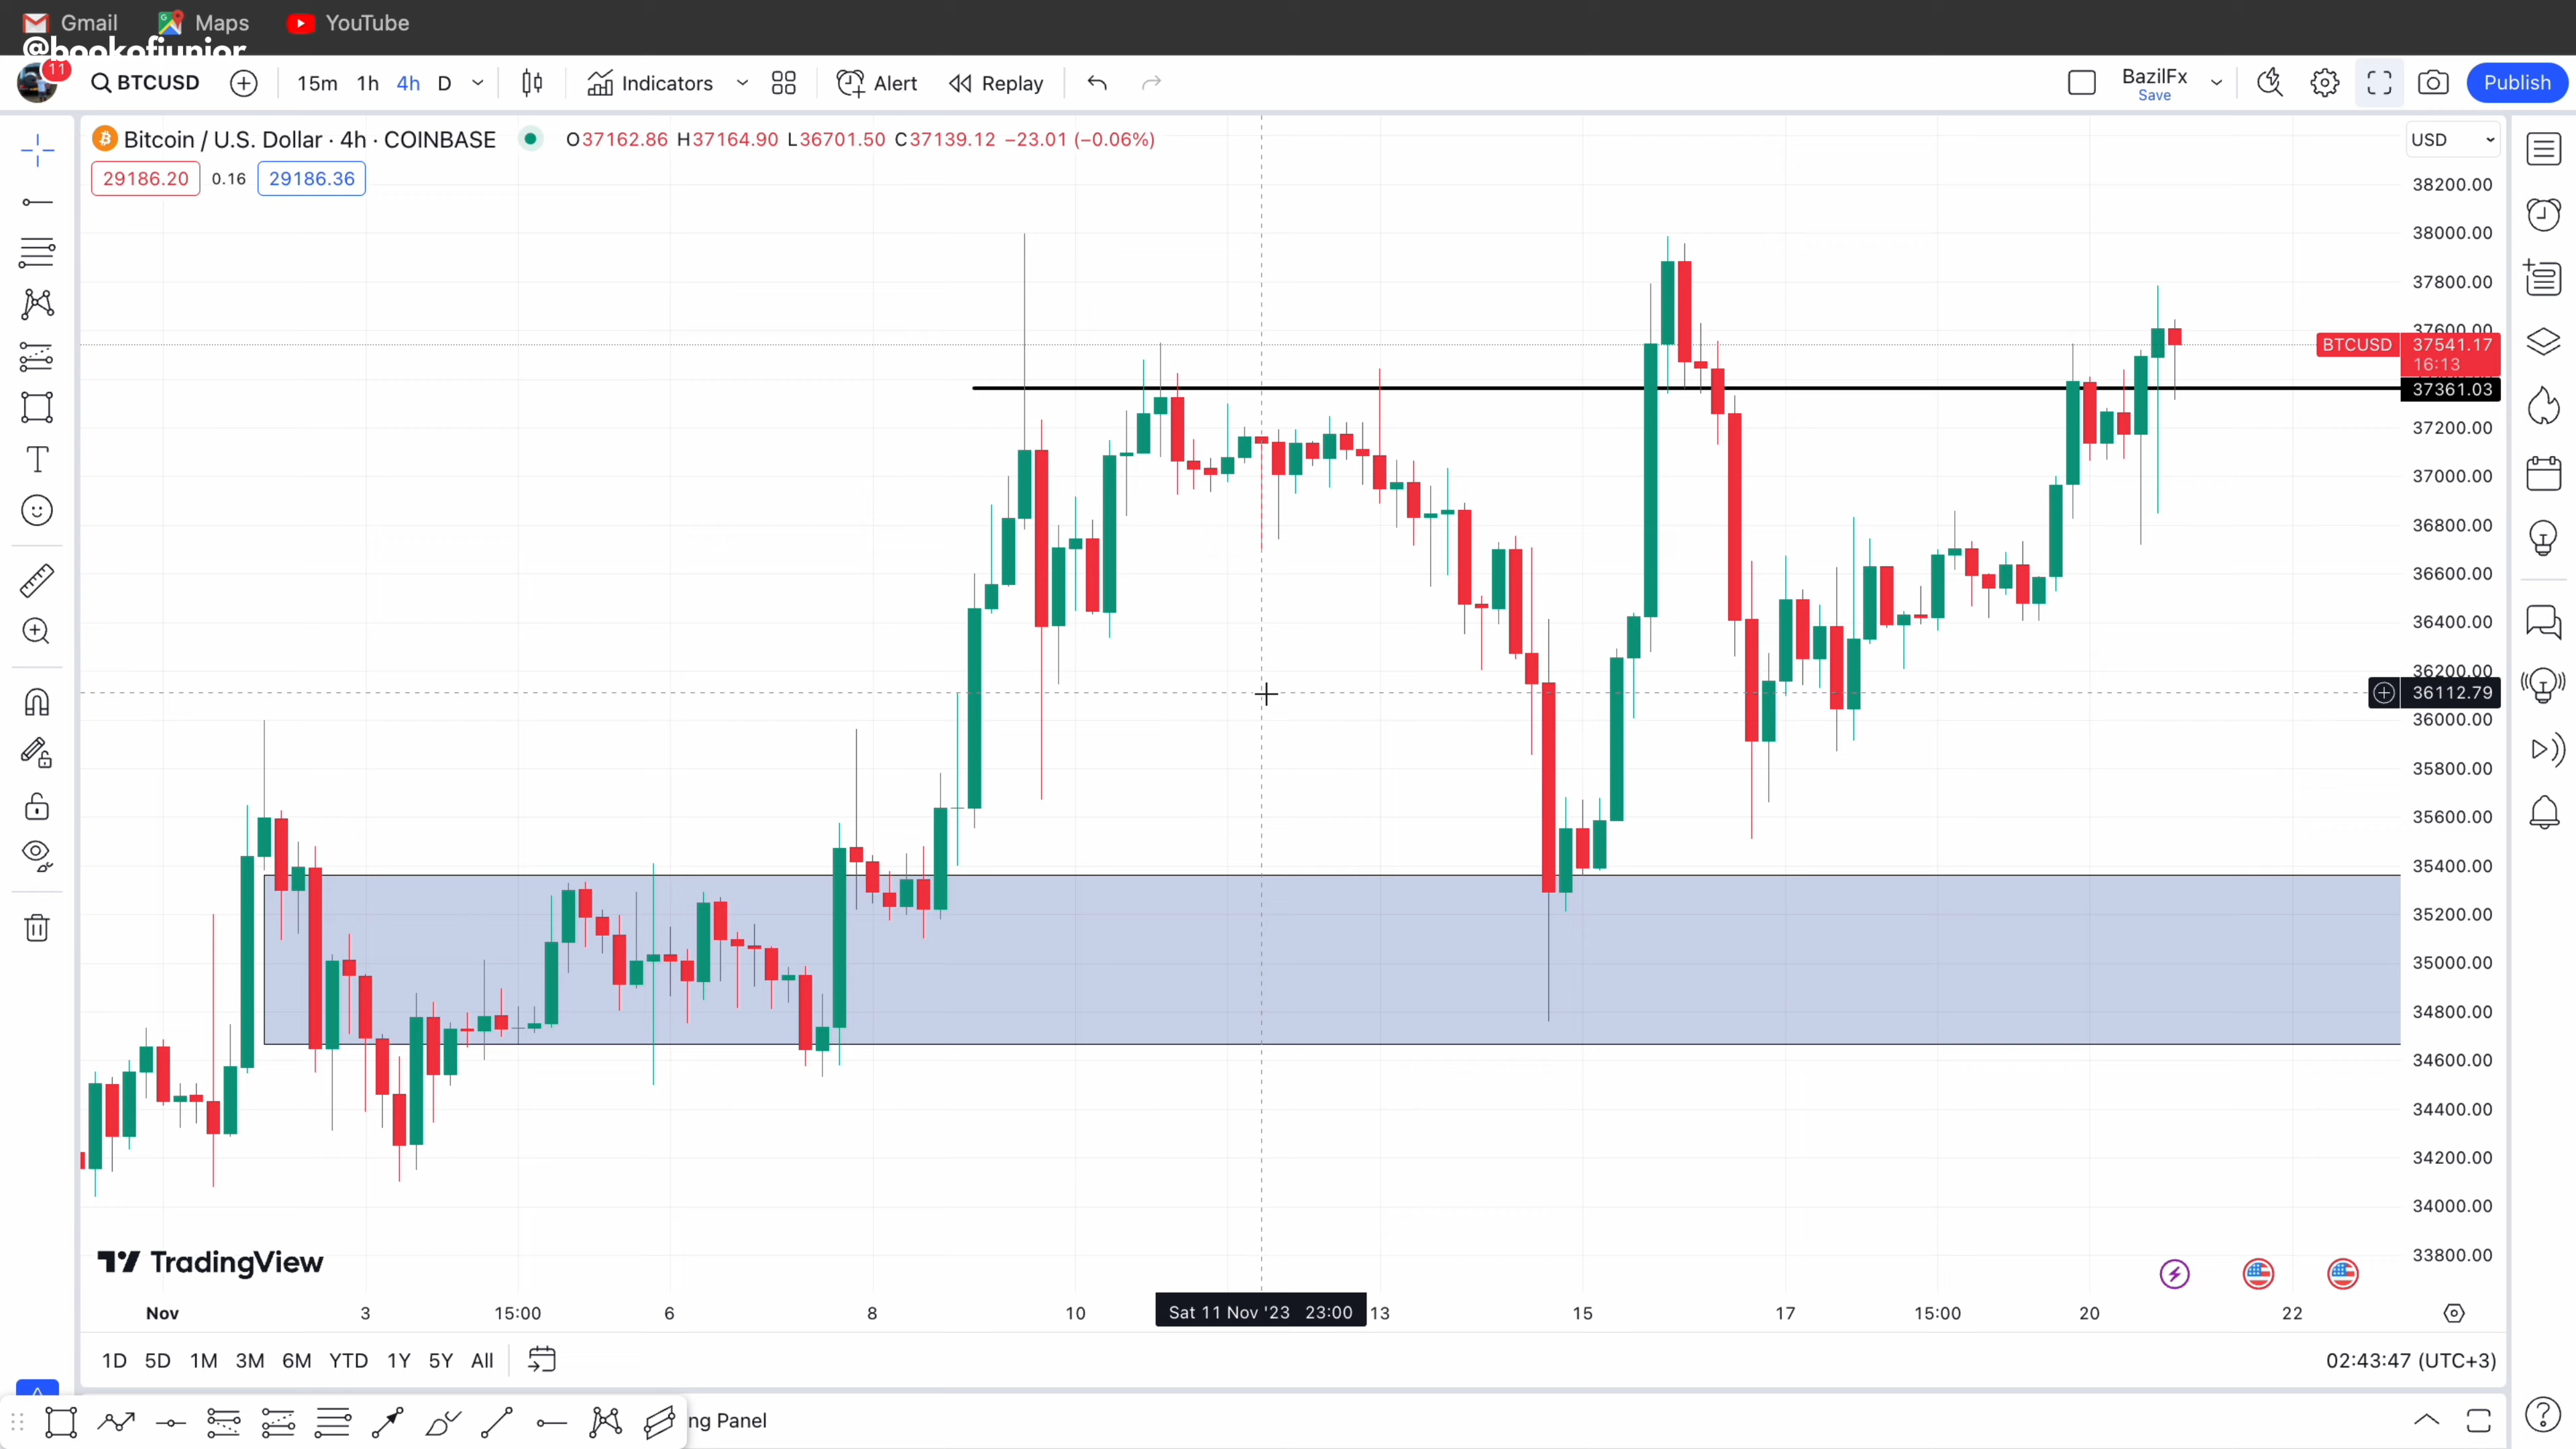 Gmail Maps YouTube
@bookofjunior
11 BTCUSD 15m 1h 4h D Indicators Alert Replay BazilFx Save Publish
Bitcoin / U.S. Dollar · 4h · COINBASE O37162.86 H37164.90 L36701.50 C37139.12 −23.01 (−0.06%) USD
29186.20 0.16 29186.36
38200.00
38000.00
37800.00
37600.00
BTCUSD 37541.17
16:13
37361.03
37200.00
37000.00
36800.00
36600.00
36400.00
36200.00
36112.79
36000.00
35800.00
35600.00
35400.00
35200.00
35000.00
34800.00
34600.00
34400.00
34200.00
34000.00
33800.00
TradingView
Nov 3 15:00 6 8 10 Sat 11 Nov '23 23:00 13 15 17 15:00 20 22
1D 5D 1M 3M 6M YTD 1Y 5Y All 02:43:47 (UTC+3)
ng Panel